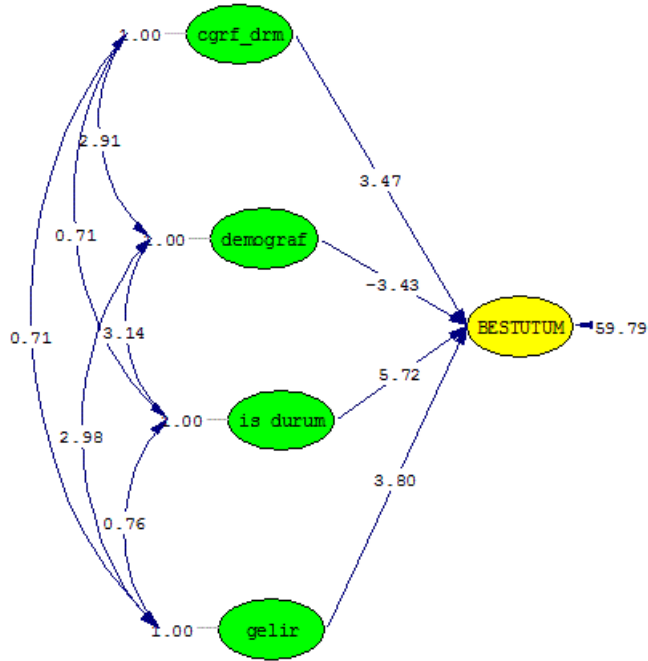 1.00 cgrf_drm
2.91
3.47
0.71
1.00 demograf
-3.43
BESTUTUM 59.79
0.71
3.14
5.72
1.00 is durum
2.98
3.80
0.76
1.00 gelir